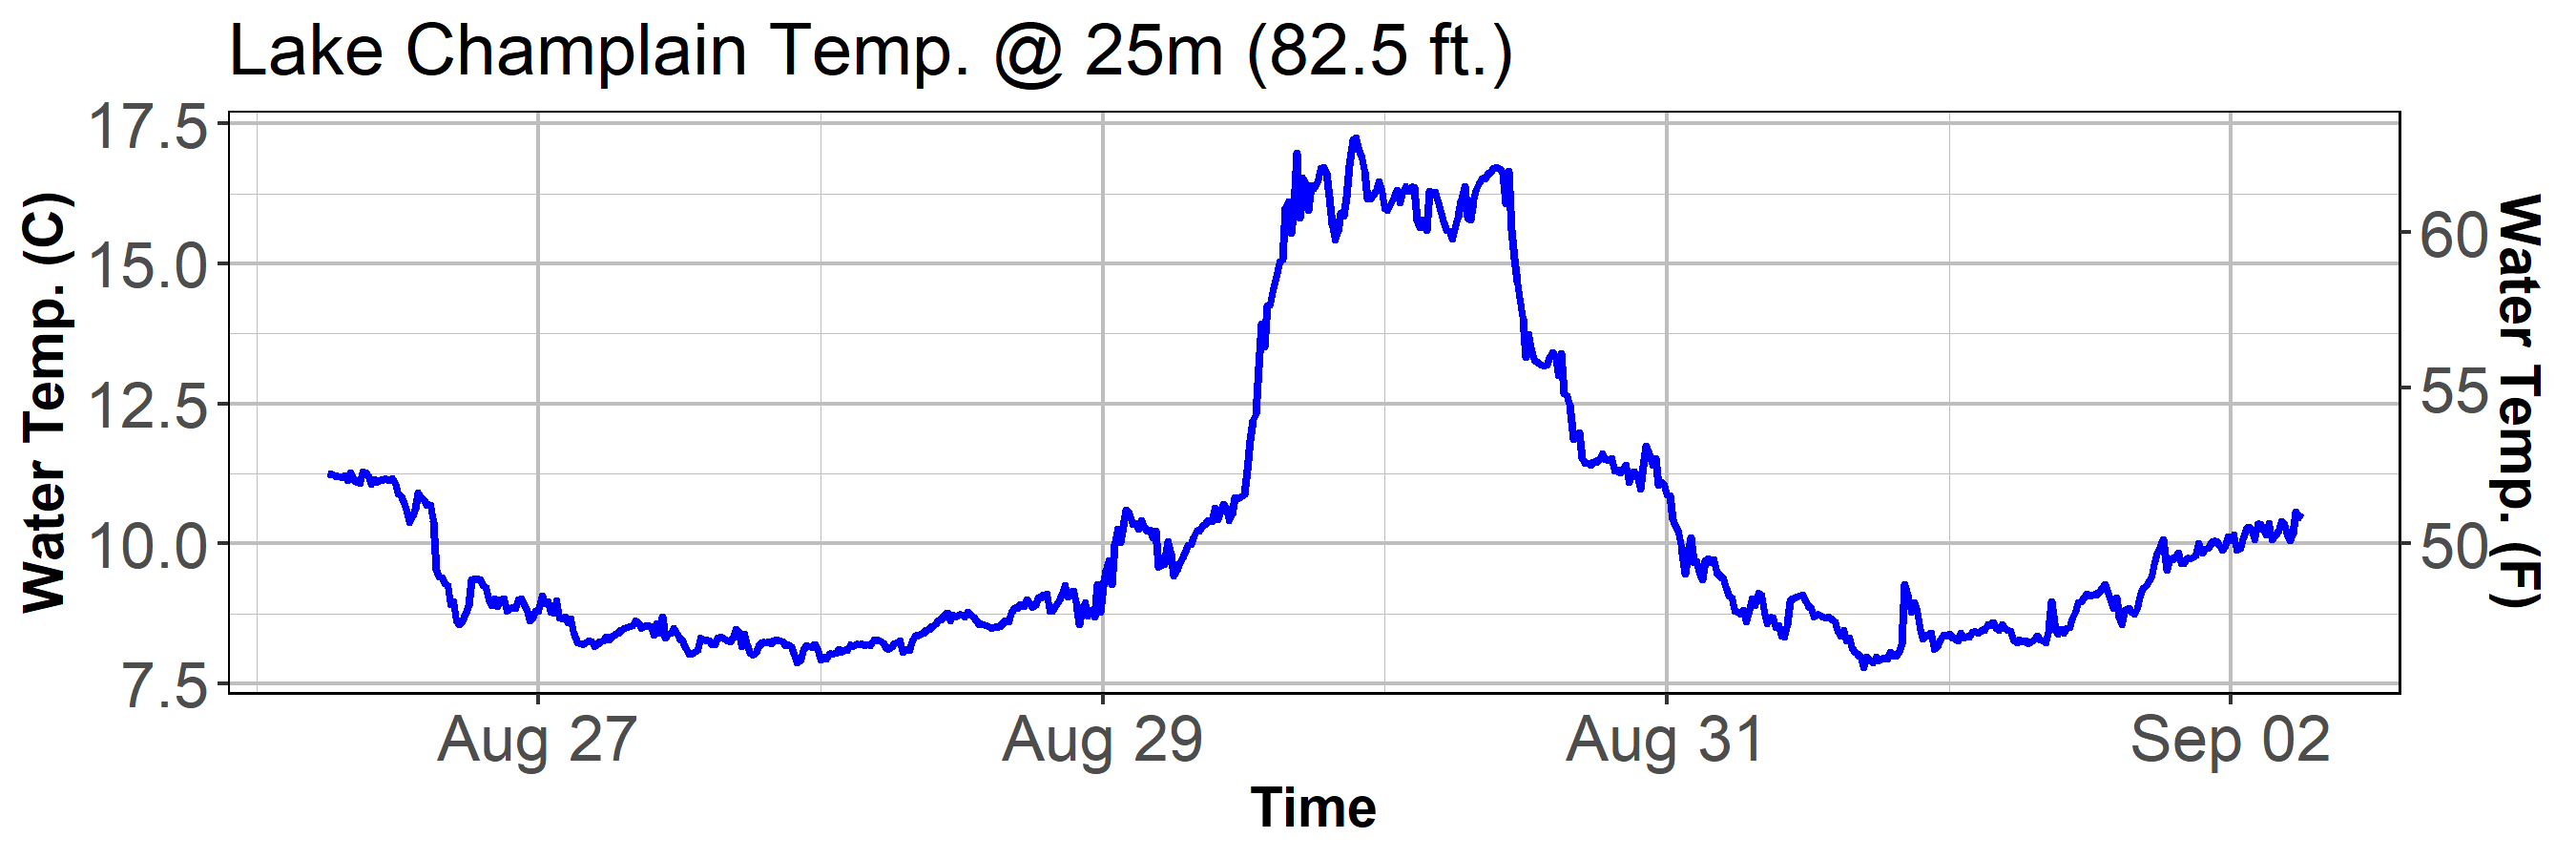 Lake Champlain Temp. @ 25m (82.5 ft.)
Water Temp. (C)
17.5
15.0
12.5
10.0
7.5
60
55
50
Water Temp. (F)
Aug 27
Aug 29
Aug 31
Sep 02
Time